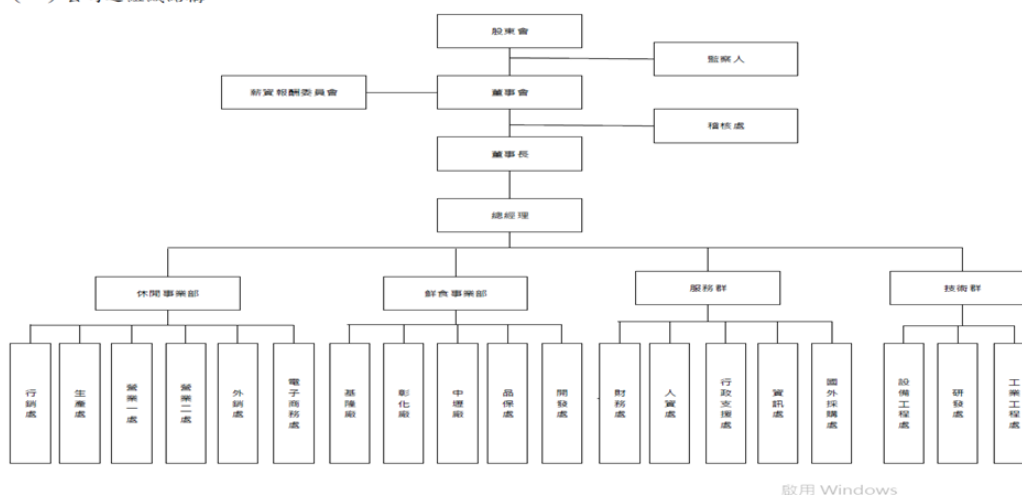 股東會
監察人
薪資報酬委員會
董事會
稽核處
董事長
總經理
休閒事業部
鮮食事業部
服務群
技術群
行銷處
生產處
營業一處
營業二處
外銷處
電子商務處
基隆廠
彰化廠
中壢廠
品保處
開發處
財務處
人資處
行政支援處
資訊處
國外採購處
設備工程處
研發處
工業工程處
啟用 Windows